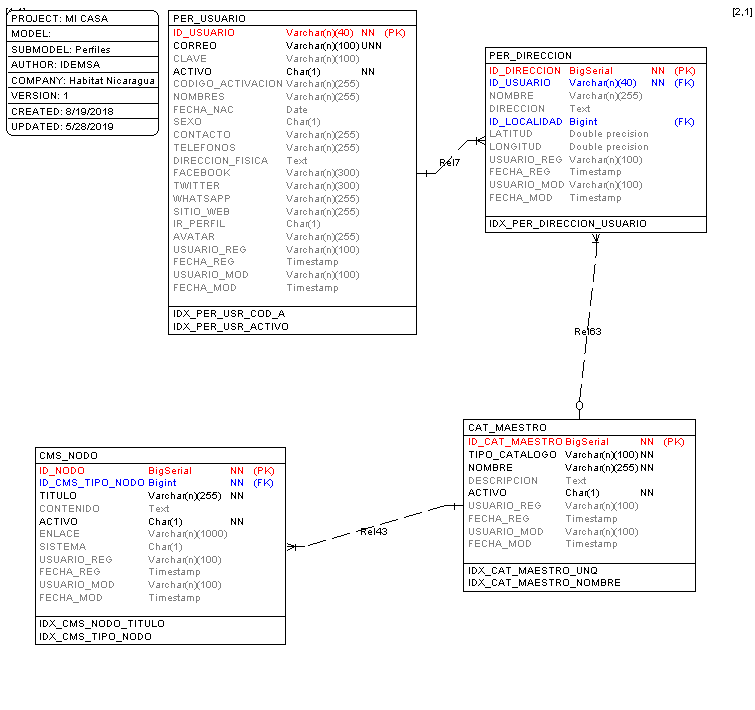 [2,1]
PROJECT: MI CASA
MODEL:
SUBMODEL: Perfiles
AUTHOR: IDEMSA
COMPANY: Habitat Nicaragua
VERSION: 1
CREATED: 8/19/2018
UPDATED: 5/28/2019
PER_USUARIO
ID_USUARIO Varchar(n)(40) NN (PK)
CORREO Varchar(n)(100) UNN
CLAVE Varchar(n)(100)
ACTIVO Char(1) NN
CODIGO_ACTIVACION Varchar(n)(255)
NOMBRES Varchar(n)(255)
FECHA_NAC Date
SEXO Char(1)
CONTACTO Varchar(n)(255)
TELEFONOS Varchar(n)(255)
DIRECCION_FISICA Text
FACEBOOK Varchar(n)(300)
TWITTER Varchar(n)(300)
WHATSAPP Varchar(n)(255)
SITIO_WEB Varchar(n)(255)
IR_PERFIL Char(1)
AVATAR Varchar(n)(255)
USUARIO_REG Varchar(n)(100)
FECHA_REG Timestamp
USUARIO_MOD Varchar(n)(100)
FECHA_MOD Timestamp
IDX_PER_USR_COD_A
IDX_PER_USR_ACTIVO
Rel7
PER_DIRECCION
ID_DIRECCION BigSerial NN (PK)
ID_USUARIO Varchar(n)(40) NN (FK)
NOMBRE Varchar(n)(255)
DIRECCION Text
ID_LOCALIDAD Bigint (FK)
LATITUD Double precision
LONGITUD Double precision
USUARIO_REG Varchar(n)(100)
FECHA_REG Timestamp
USUARIO_MOD Varchar(n)(100)
FECHA_MOD Timestamp
IDX_PER_DIRECCION_USUARIO
Rel63
CAT_MAESTRO
ID_CAT_MAESTRO BigSerial NN (PK)
TIPO_CATALOGO Varchar(n)(100) NN
NOMBRE Varchar(n)(255) NN
DESCRIPCION Text
ACTIVO Char(1) NN
USUARIO_REG Varchar(n)(100)
FECHA_REG Timestamp
USUARIO_MOD Varchar(n)(100)
FECHA_MOD Timestamp
IDX_CAT_MAESTRO_UNQ
IDX_CAT_MAESTRO_NOMBRE
Rel43
CMS_NODO
ID_NODO BigSerial NN (PK)
ID_CMS_TIPO_NODO Bigint NN (FK)
TITULO Varchar(n)(255) NN
CONTENIDO Text
ACTIVO Char(1) NN
ENLACE Varchar(n)(1000)
SISTEMA Char(1)
USUARIO_REG Varchar(n)(100)
FECHA_REG Timestamp
USUARIO_MOD Varchar(n)(100)
FECHA_MOD Timestamp
IDX_CMS_NODO_TITULO
IDX_CMS_TIPO_NODO